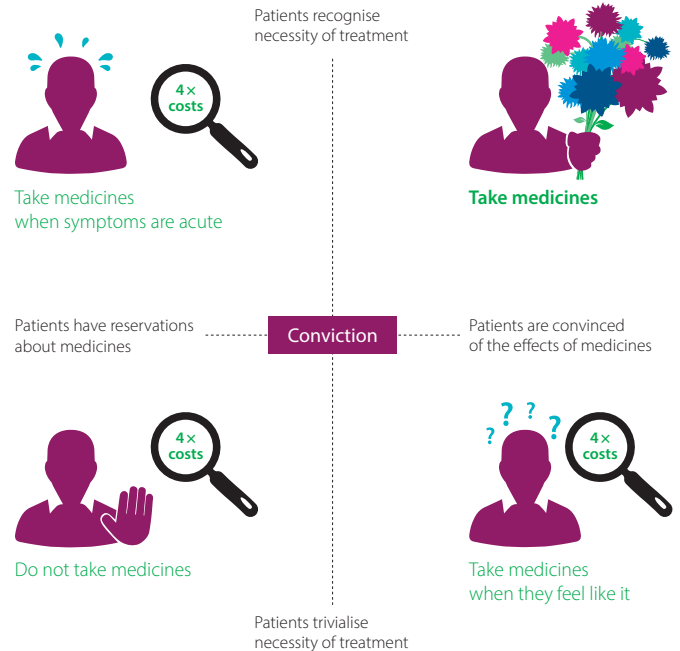 Patients recognise
necessity of treatment
4 ×
costs
Take medicines
when symptoms are acute
Take medicines
Patients have reservations
about medicines
Conviction
Patients are convinced
of the effects of medicines
4 ×
costs
Do not take medicines
? ? ? ?
4 ×
costs
Take medicines
when they feel like it
Patients trivialise
necessity of treatment